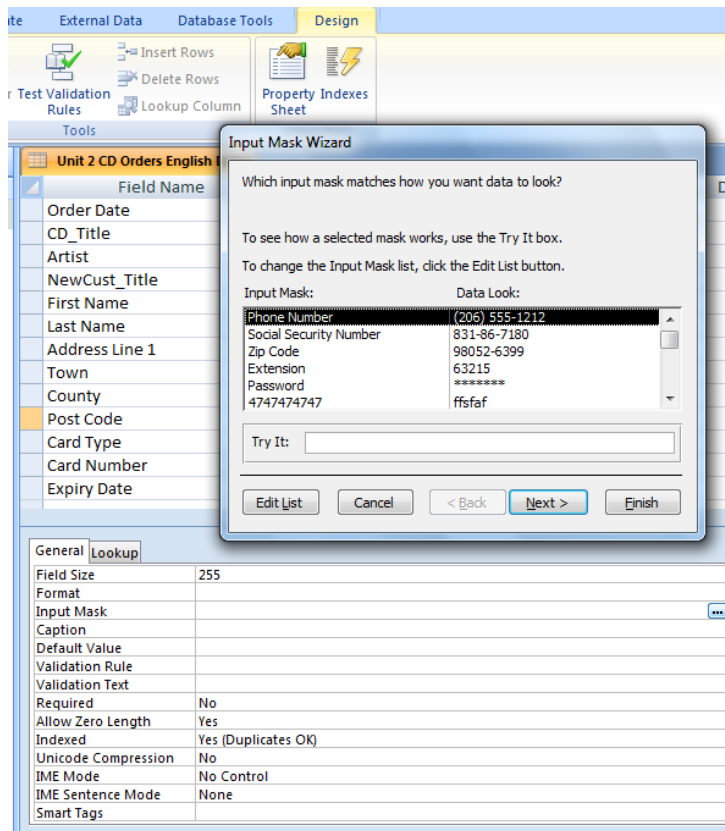 te External Data Database Tools Design
Insert Rows
Delete Rows
Lookup Column
r Test Validation Rules
Property Sheet
Indexes
Tools
Unit 2 CD Orders English
Field Name
D
Order Date
CD_Title
Artist
NewCust_Title
First Name
Last Name
Address Line 1
Town
County
Post Code
Card Type
Card Number
Expiry Date
Input Mask Wizard
Which input mask matches how you want data to look?
To see how a selected mask works, use the Try It box.
To change the Input Mask list, click the Edit List button.
Input Mask: Data Look:
Phone Number (206) 555-1212
Social Security Number 831-86-7180
Zip Code 98052-6399
Extension 63215
Password *******
4747474747 ffsfaf
Try It:
Edit List Cancel < Back Next > Finish
General Lookup
Field Size 255
Format
Input Mask ...
Caption
Default Value
Validation Rule
Validation Text
Required No
Allow Zero Length Yes
Indexed Yes (Duplicates OK)
Unicode Compression No
IME Mode No Control
IME Sentence Mode None
Smart Tags